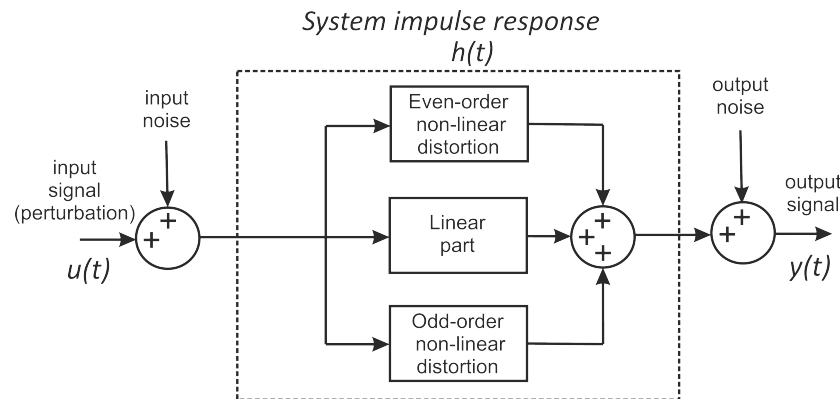 System impulse response
h(t)
input
noise
input
signal
(perturbation)
u(t)
+
+
Even-order
non-linear
distortion
Linear
part
Odd-order
non-linear
distortion
+
+
+
output
noise
+
+
output
signal
y(t)